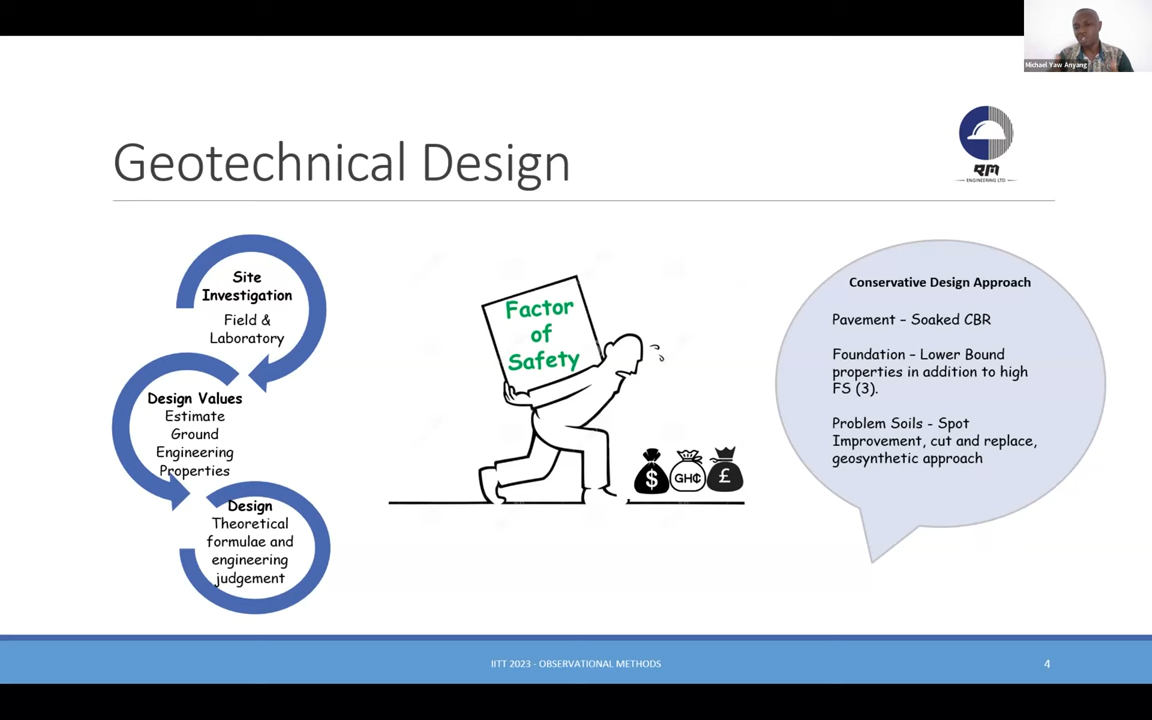 Michael Yaw Anyang
Geotechnical Design
RM
ENGINEERING LTD
Site
Investigation
Field &
Laboratory
Design Values
Estimate
Ground
Engineering
Properties
Design
Theoretical
formulae and
engineering
judgement
Factor
of
Safety
$
GH₵
£
Conservative Design Approach
Pavement – Soaked CBR
Foundation – Lower Bound
properties in addition to high
FS (3).
Problem Soils - Spot
Improvement, cut and replace,
geosynthetic approach
IITT 2023 - OBSERVATIONAL METHODS
4